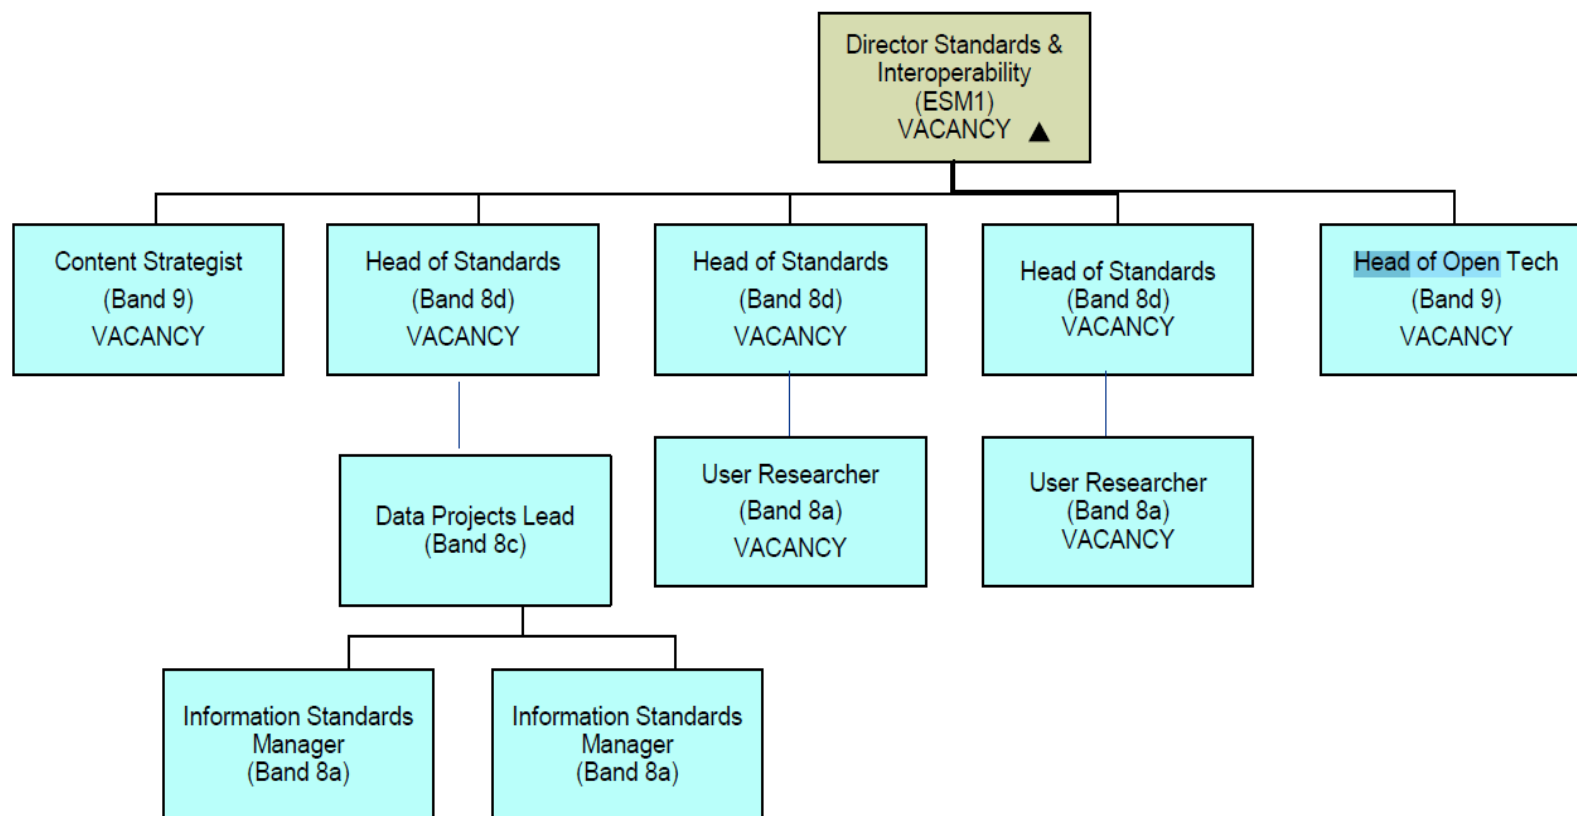 Director Standards &
Interoperability
(ESM1)
VACANCY ▲
Content Strategist
(Band 9)
VACANCY
Head of Standards
(Band 8d)
VACANCY
Head of Standards
(Band 8d)
VACANCY
Head of Standards
(Band 8d)
VACANCY
Head of Open Tech
(Band 9)
VACANCY
Data Projects Lead
(Band 8c)
User Researcher
(Band 8a)
VACANCY
User Researcher
(Band 8a)
VACANCY
Information Standards
Manager
(Band 8a)
Information Standards
Manager
(Band 8a)